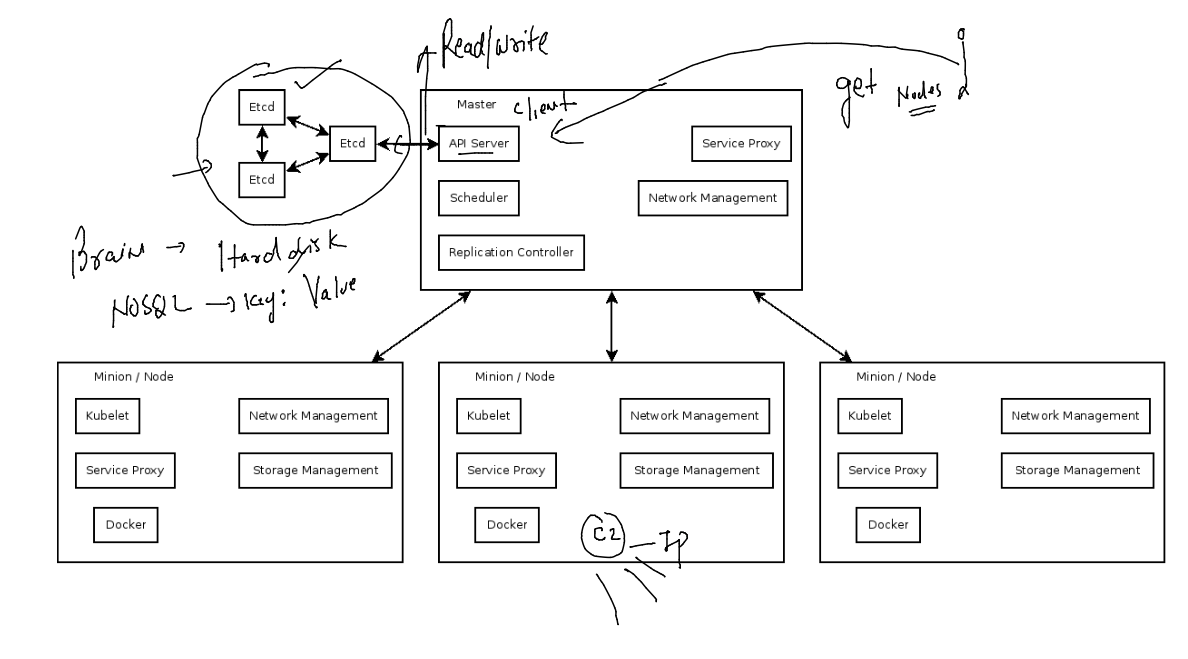 Read/write
get Nodes
Etcd
Etcd
Etcd
Master
client
API Server
Service Proxy
Scheduler
Network Management
Replication Controller
Brain → Hard disk
NOSQL → Key: Value
Minion / Node
Kubelet
Network Management
Service Proxy
Storage Management
Docker
Minion / Node
Kubelet
Network Management
Service Proxy
Storage Management
Docker
C2 — IP
Minion / Node
Kubelet
Network Management
Service Proxy
Storage Management
Docker